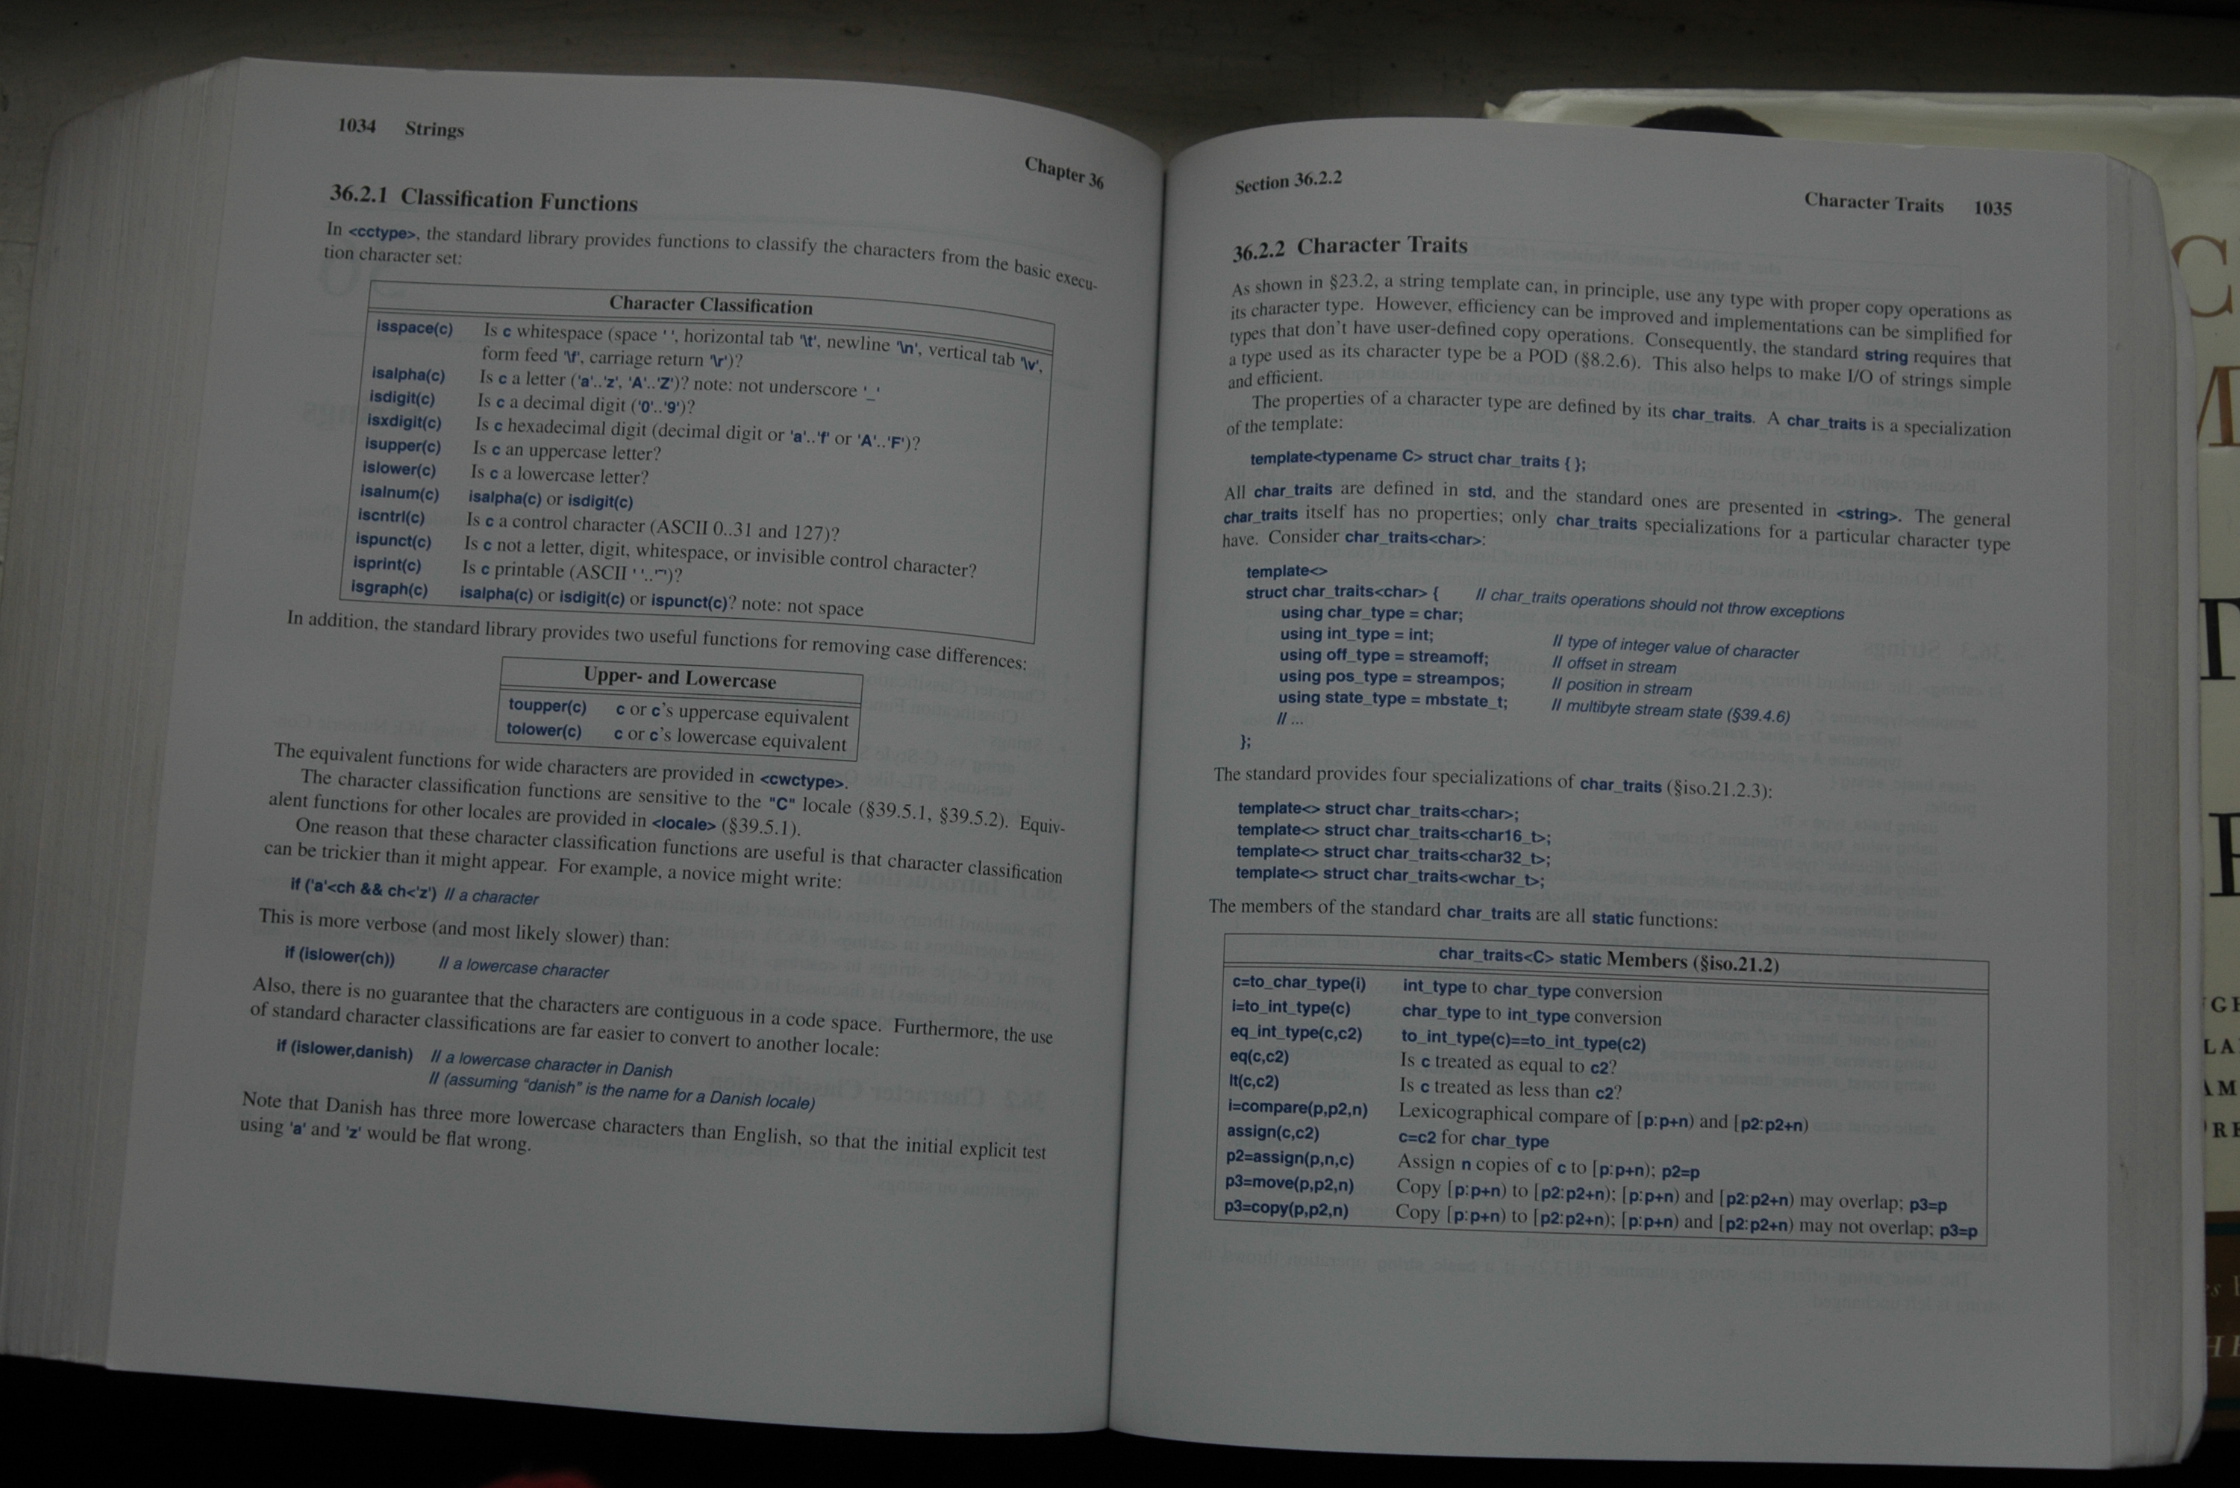 1034 Strings
Chapter 36
36.2.1 Classification Functions
In <cctype>, the standard library provides functions to classify the characters from the basic execu-
tion character set:
Character Classification
isspace(c) Is c whitespace (space ' ', horizontal tab '\t', newline '\n', vertical tab '\v',
form feed '\f', carriage return '\r')?
isalpha(c) Is c a letter ('a'..'z', 'A'..'Z')? note: not underscore '_'
isdigit(c) Is c a decimal digit ('0'..'9')?
isxdigit(c) Is c hexadecimal digit (decimal digit or 'a'..'f' or 'A'..'F')?
isupper(c) Is c an uppercase letter?
islower(c) Is c a lowercase letter?
isalnum(c) isalpha(c) or isdigit(c)
iscntrl(c) Is c a control character (ASCII 0..31 and 127)?
ispunct(c) Is c not a letter, digit, whitespace, or invisible control character?
isprint(c) Is c printable (ASCII ' '..'~')?
isgraph(c) isalpha(c) or isdigit(c) or ispunct(c)? note: not space
In addition, the standard library provides two useful functions for removing case differences:
Upper- and Lowercase
toupper(c) c or c's uppercase equivalent
tolower(c) c or c's lowercase equivalent
The equivalent functions for wide characters are provided in <cwctype>.
The character classification functions are sensitive to the "C" locale (§39.5.1, §39.5.2). Equiv-
alent functions for other locales are provided in <locale> (§39.5.1).
One reason that these character classification functions are useful is that character classification
can be trickier than it might appear. For example, a novice might write:
if ('a'<ch && ch<'z') // a character
This is more verbose (and most likely slower) than:
if (islower(ch)) // a lowercase character
Also, there is no guarantee that the characters are contiguous in a code space. Furthermore, the use
of standard character classifications are far easier to convert to another locale:
if (islower,danish) // a lowercase character in Danish
// (assuming "danish" is the name for a Danish locale)
Note that Danish has three more lowercase characters than English, so that the initial explicit test
using 'a' and 'z' would be flat wrong.
Section 36.2.2
Character Traits 1035
36.2.2 Character Traits
As shown in §23.2, a string template can, in principle, use any type with proper copy operations as
its character type. However, efficiency can be improved and implementations can be simplified for
types that don't have user-defined copy operations. Consequently, the standard string requires that
a type used as its character type be a POD (§8.2.6). This also helps to make I/O of strings simple
and efficient.
The properties of a character type are defined by its char_traits. A char_traits is a specialization
of the template:
template<typename C> struct char_traits { };
All char_traits are defined in std, and the standard ones are presented in <string>. The general
char_traits itself has no properties; only char_traits specializations for a particular character type
have. Consider char_traits<char>:
template<>
struct char_traits<char> { // char_traits operations should not throw exceptions
using char_type = char;
using int_type = int; // type of integer value of character
using off_type = streamoff; // offset in stream
using pos_type = streampos; // position in stream
using state_type = mbstate_t; // multibyte stream state (§39.4.6)
// ...
};
The standard provides four specializations of char_traits (§iso.21.2.3):
template<> struct char_traits<char>;
template<> struct char_traits<char16_t>;
template<> struct char_traits<char32_t>;
template<> struct char_traits<wchar_t>;
The members of the standard char_traits are all static functions:
char_traits<C> static Members (§iso.21.2)
c=to_char_type(i) int_type to char_type conversion
i=to_int_type(c) char_type to int_type conversion
eq_int_type(c,c2) to_int_type(c)==to_int_type(c2)
eq(c,c2) Is c treated as equal to c2?
lt(c,c2) Is c treated as less than c2?
i=compare(p,p2,n) Lexicographical compare of [p:p+n) and [p2:p2+n)
assign(c,c2) c=c2 for char_type
p2=assign(p,n,c) Assign n copies of c to [p:p+n); p2=p
p3=move(p,p2,n) Copy [p:p+n) to [p2:p2+n); [p:p+n) and [p2:p2+n) may overlap; p3=p
p3=copy(p,p2,n) Copy [p:p+n) to [p2:p2+n); [p:p+n) and [p2:p2+n) may not overlap; p3=p